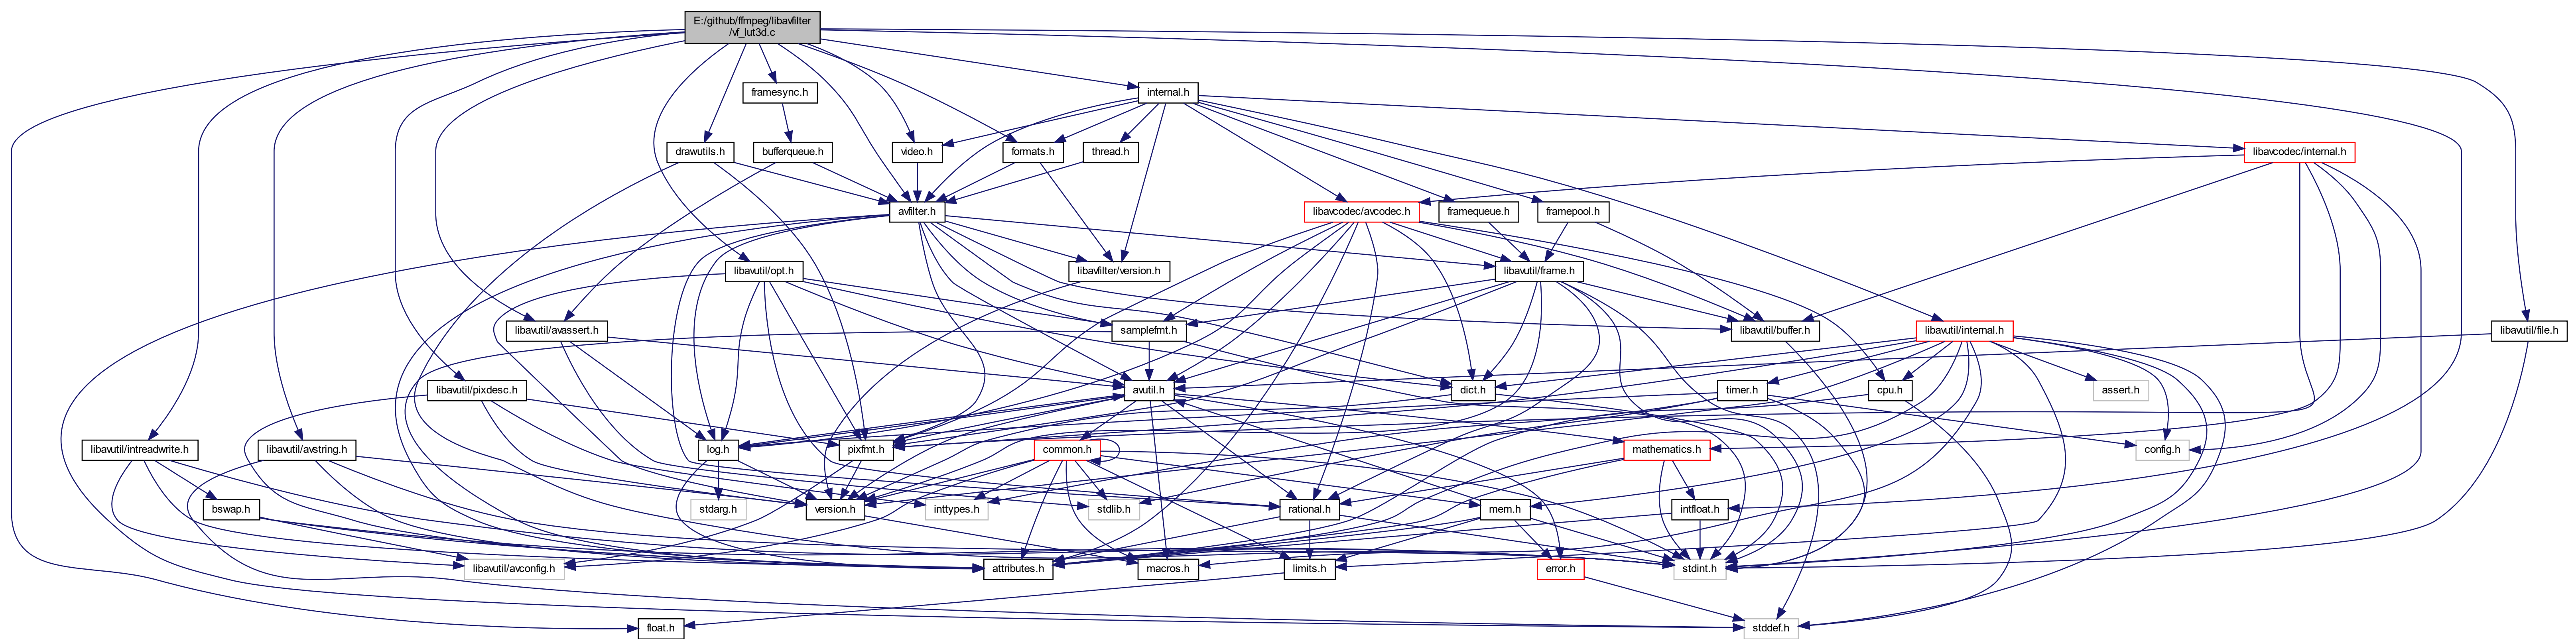 E:/github/ffmpeg/libavfilter
/vf_lut3d.c
framesync.h
internal.h
drawutils.h
bufferqueue.h
video.h
formats.h
thread.h
libavcodec/internal.h
avfilter.h
libavcodec/avcodec.h
framequeue.h
framepool.h
libavutil/opt.h
libavfilter/version.h
libavutil/frame.h
libavutil/avassert.h
samplefmt.h
libavutil/buffer.h
libavutil/internal.h
libavutil/file.h
libavutil/pixdesc.h
avutil.h
dict.h
timer.h
cpu.h
assert.h
libavutil/intreadwrite.h
libavutil/avstring.h
log.h
pixfmt.h
common.h
mathematics.h
config.h
bswap.h
stdarg.h
version.h
inttypes.h
stdlib.h
rational.h
mem.h
intfloat.h
libavutil/avconfig.h
attributes.h
macros.h
limits.h
error.h
stdint.h
float.h
stddef.h